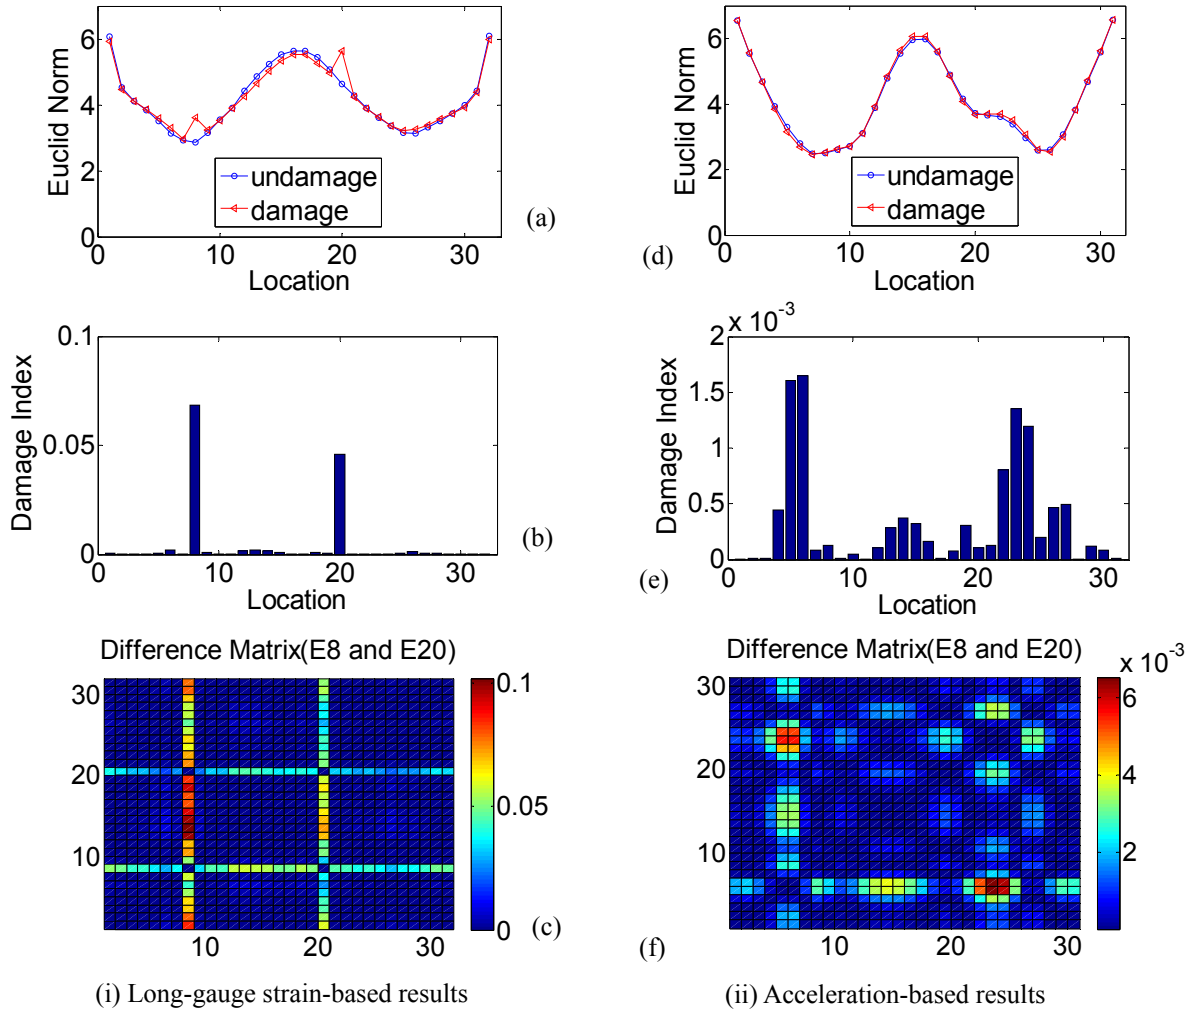 6
4
2
0
Euclid Norm
undamage
damage
0
10
20
30
Location
(a)
6
4
2
0
Euclid Norm
undamage
damage
0
10
20
30
Location
(d)
0.1
0.05
0
Damage Index
0
10
20
30
Location
(b)
2
x 10-3
1.5
1
0.5
0
Damage Index
0
10
20
30
Location
(e)
Difference Matrix(E8 and E20)
30
20
10
10
20
30
0.1
0.05
0
(c)
Difference Matrix(E8 and E20)
x 10-3
30
20
10
10
20
30
6
4
2
(f)
(i) Long-gauge strain-based results
(ii) Acceleration-based results